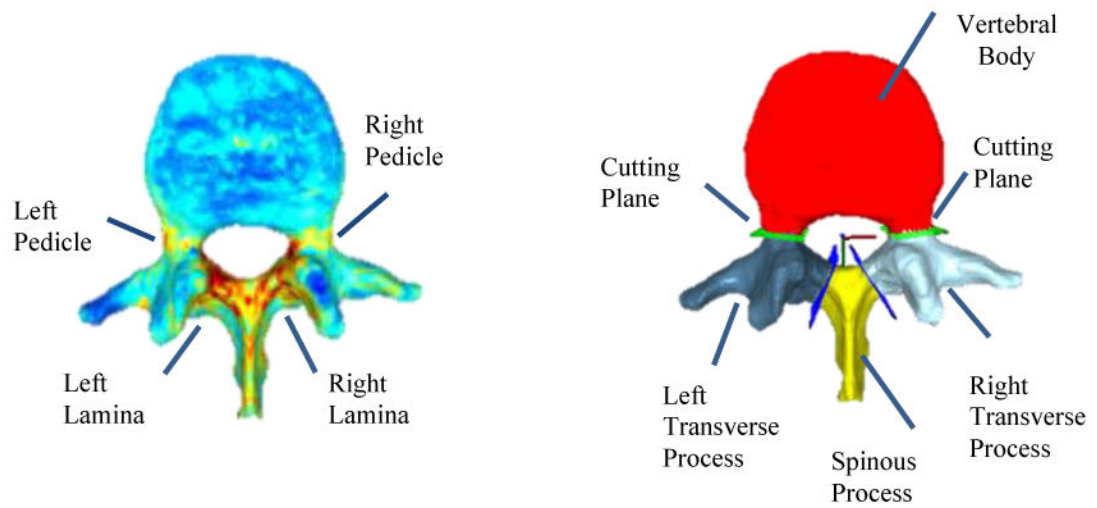 Right
Pedicle
Left
Pedicle
Left
Lamina
Right
Lamina
Vertebral
Body
Cutting
Plane
Cutting
Plane
Left
Transverse
Process
Spinous
Process
Right
Transverse
Process